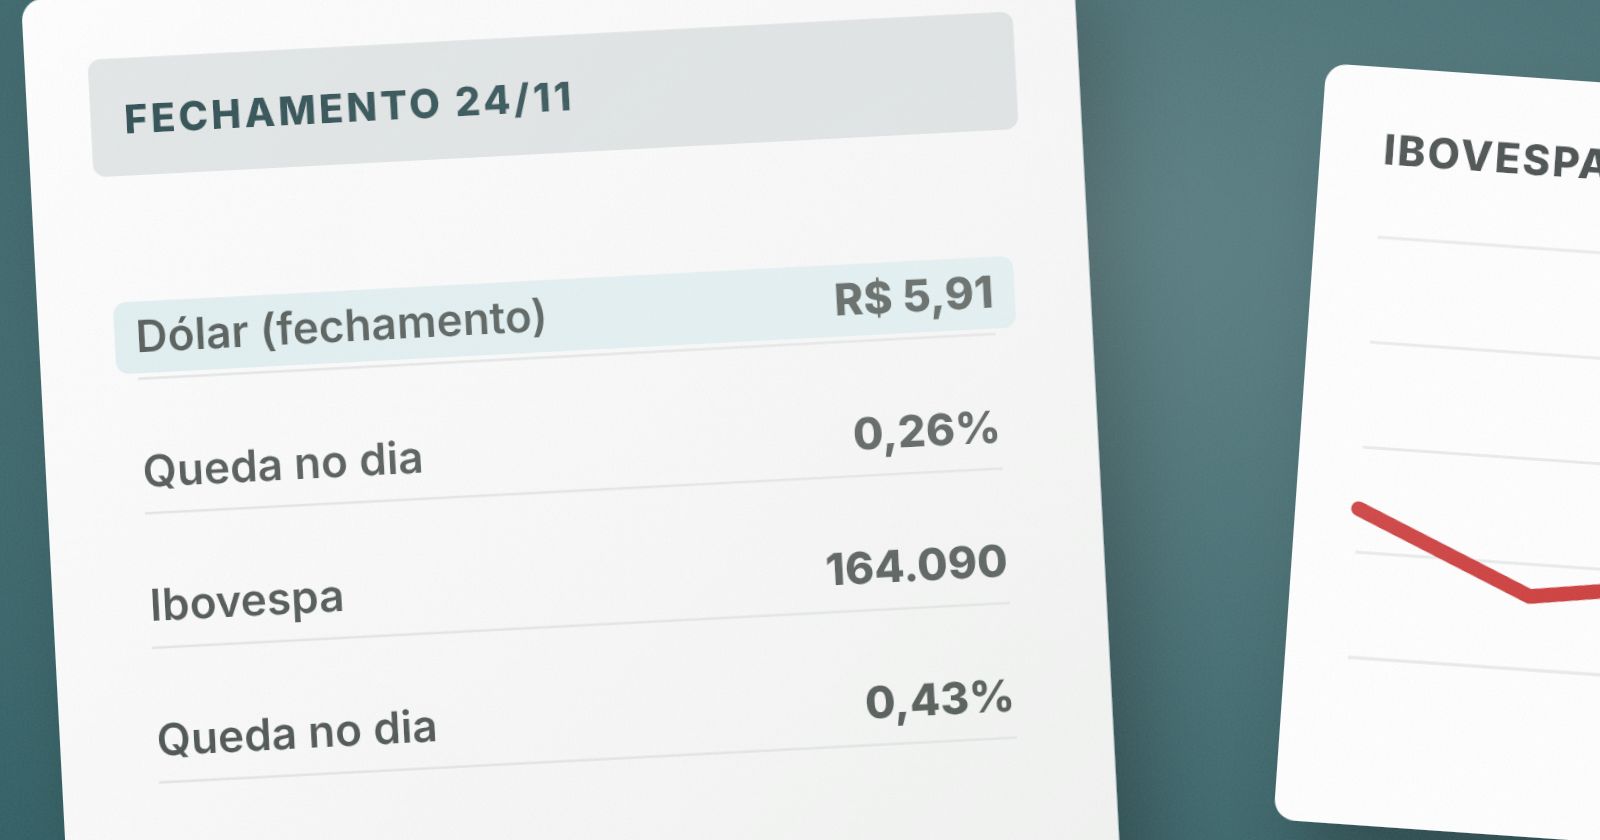 FECHAMENTO 24/11
Dólar (fechamento) R$ 5,91
Queda no dia 0,26%
Ibovespa 164.090
Queda no dia 0,43%
IBOVESPA